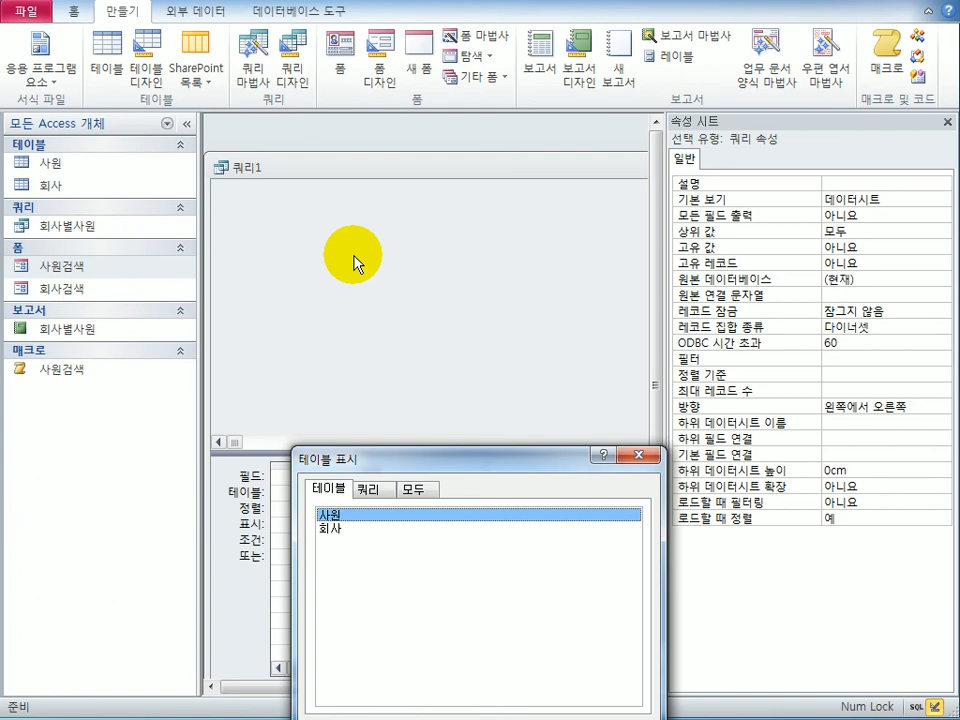 파일 홈 만들기 외부 데이터 데이터베이스 도구
응용 프로그램 요소
테이블
테이블 디자인
SharePoint 목록
쿼리 마법사
쿼리 디자인
폼
폼 디자인
새 폼
폼 마법사
탐색
기타 폼
보고서
보고서 디자인
새 보고서
보고서 마법사
레이블
업무 문서 양식 마법사
우편 엽서 마법사
매크로
서식 파일 테이블 쿼리 폼 보고서 매크로 및 코드
모든 Access 개체
테이블
사원
회사
쿼리
회사별사원
폼
사원검색
회사검색
보고서
회사별사원
매크로
사원검색
쿼리1
필드:
테이블:
정렬:
표시:
조건:
또는:
테이블 표시
테이블 쿼리 모두
사원
회사
속성 시트
선택 유형: 쿼리 속성
일반
설명
기본 보기 데이터시트
모든 필드 출력 아니요
상위 값 모두
고유 값 아니요
고유 레코드 아니요
원본 데이터베이스 (현재)
원본 연결 문자열
레코드 잠금 잠그지 않음
레코드 집합 종류 다이너셋
ODBC 시간 초과 60
필터
정렬 기준
최대 레코드 수
방향 왼쪽에서 오른쪽
하위 데이터시트 이름
하위 필드 연결
기본 필드 연결
하위 데이터시트 높이 0cm
하위 데이터시트 확장 아니요
로드할 때 필터링 아니요
로드할 때 정렬 예
준비 Num Lock SQL